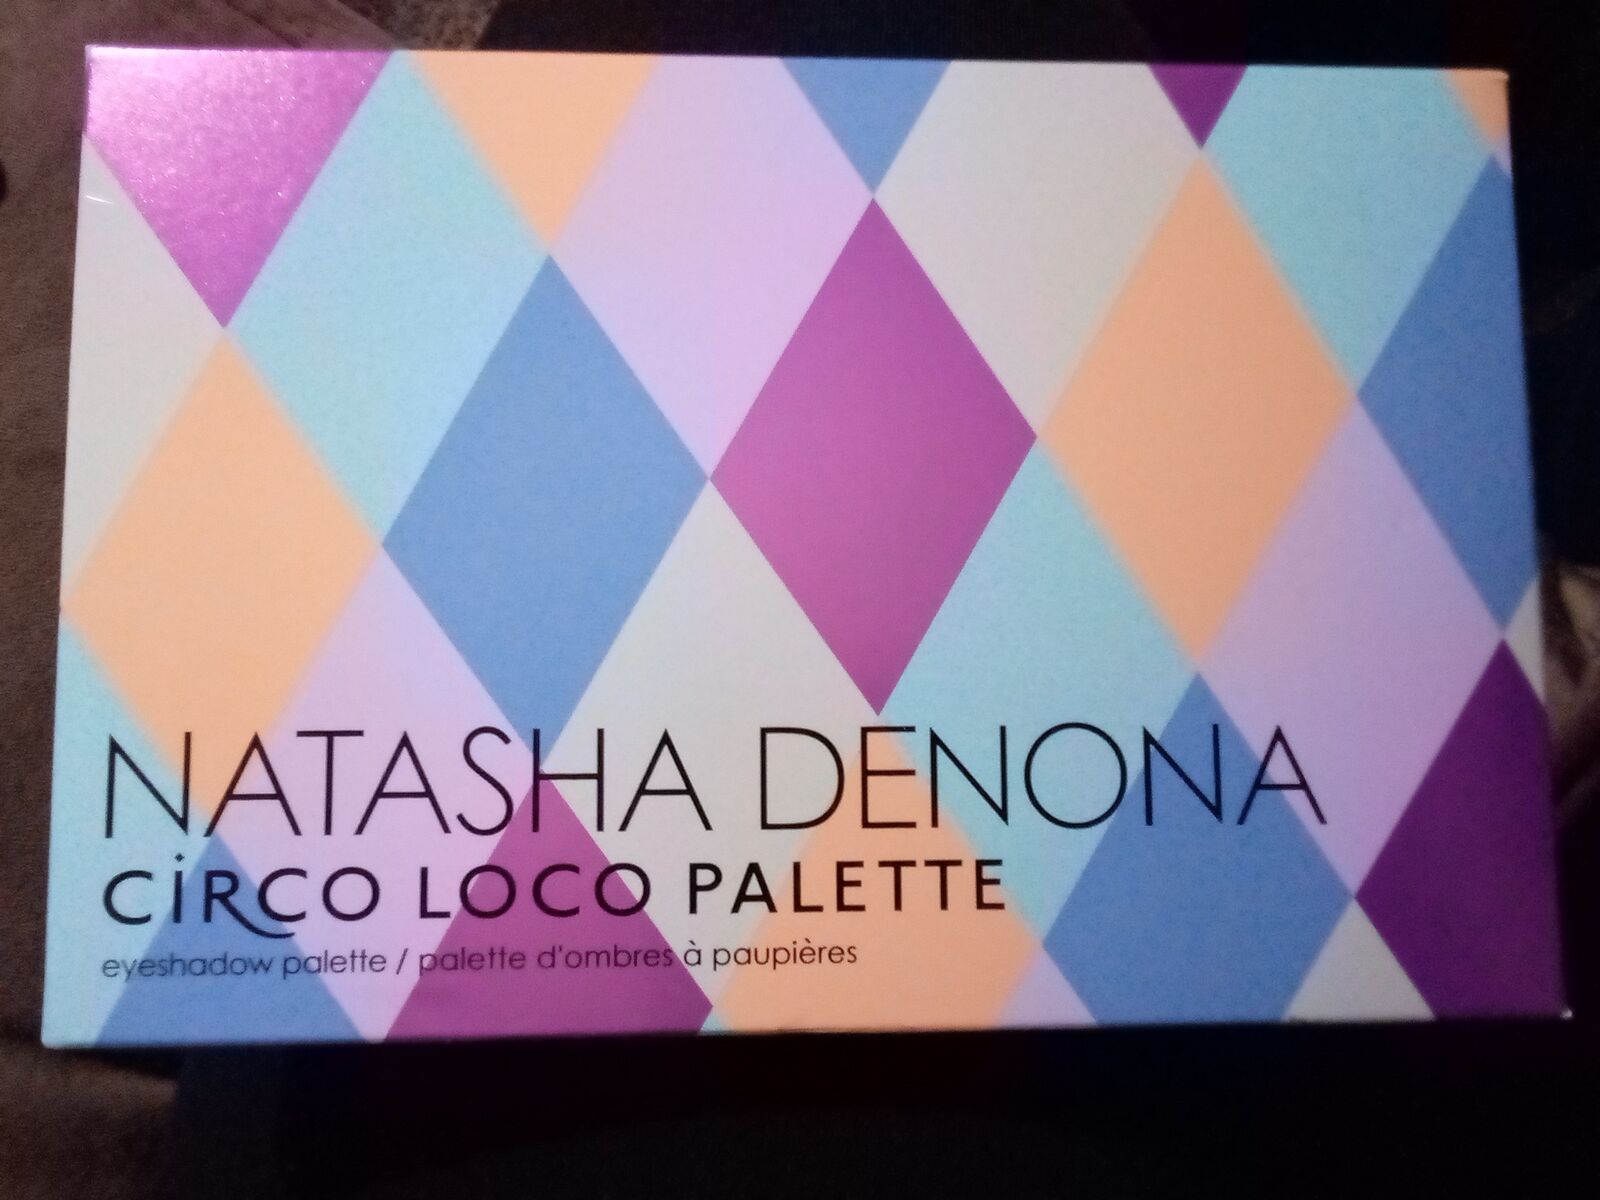 NATASHA DENONA
CiRCO LOCO PALETTE
eyeshadow palette / palette d'ombres à paupières